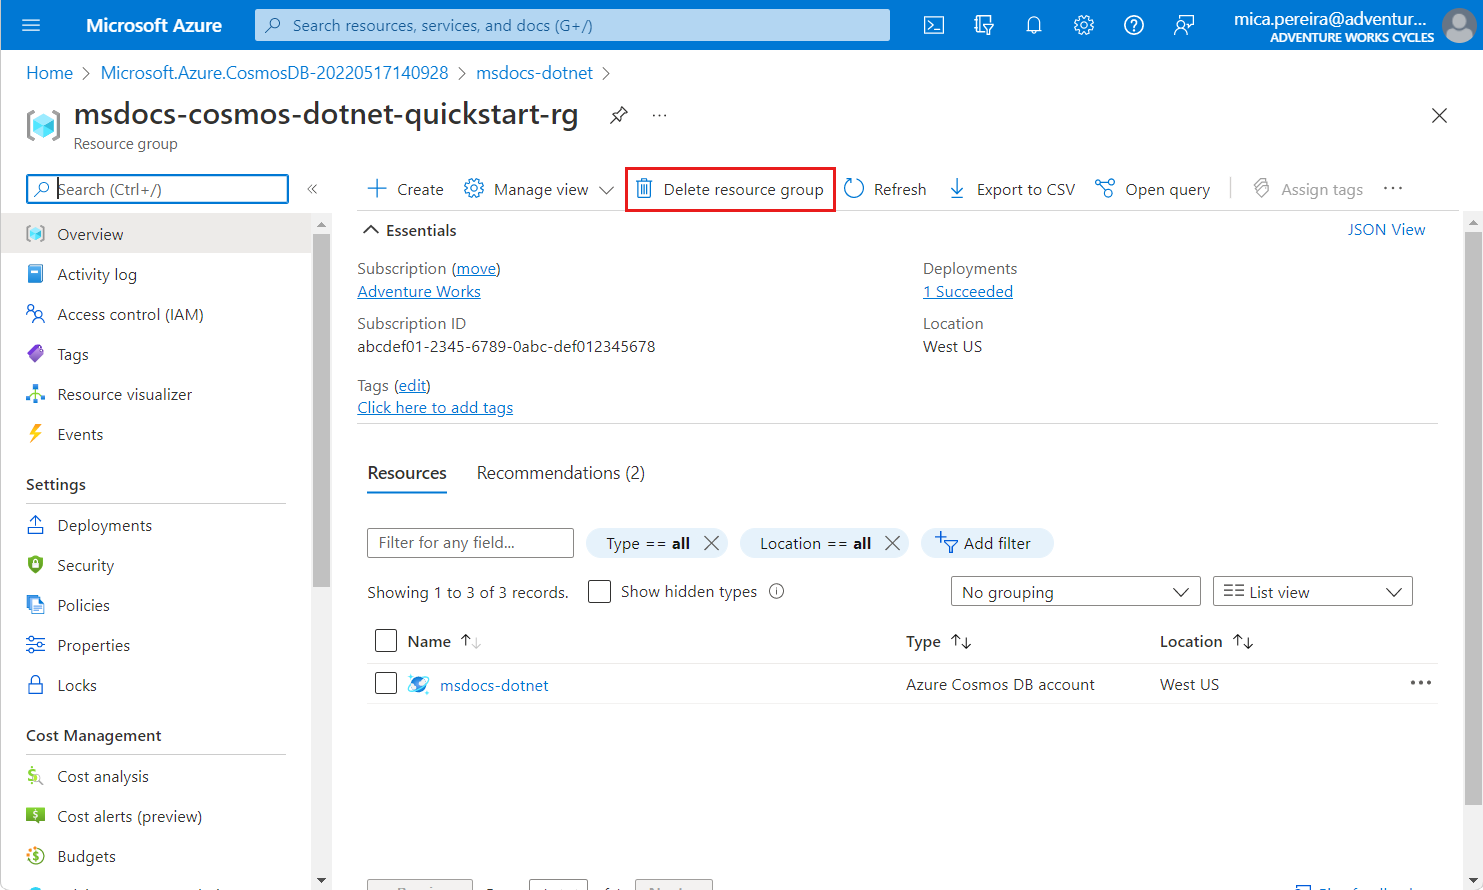 Microsoft Azure
Search resources, services, and docs (G+/)
mica.pereira@adventur...
ADVENTURE WORKS CYCLES
Home > Microsoft.Azure.CosmosDB-20220517140928 > msdocs-dotnet >
msdocs-cosmos-dotnet-quickstart-rg ...
Resource group
Search (Ctrl+/) «
Create Manage view Delete resource group Refresh Export to CSV Open query Assign tags ...
Overview
Activity log
Access control (IAM)
Tags
Resource visualizer
Events
Settings
Deployments
Security
Policies
Properties
Locks
Cost Management
Cost analysis
Cost alerts (preview)
Budgets
Essentials
JSON View
Subscription (move)
Adventure Works
Subscription ID
abcdef01-2345-6789-0abc-def012345678
Tags (edit)
Click here to add tags
Deployments
1 Succeeded
Location
West US
Resources Recommendations (2)
Filter for any field... Type == all Location == all Add filter
Showing 1 to 3 of 3 records. Show hidden types No grouping List view
Name Type Location
msdocs-dotnet Azure Cosmos DB account West US ...